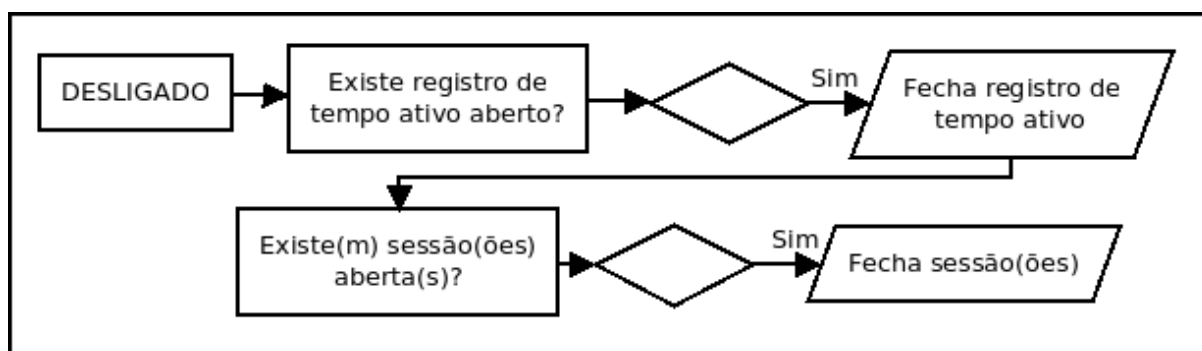 DESLIGADO
Existe registro de
tempo ativo aberto?
Sim
Fecha registro de
tempo ativo
Existe(m) sessão(ões)
aberta(s)?
Sim
Fecha sessão(ões)